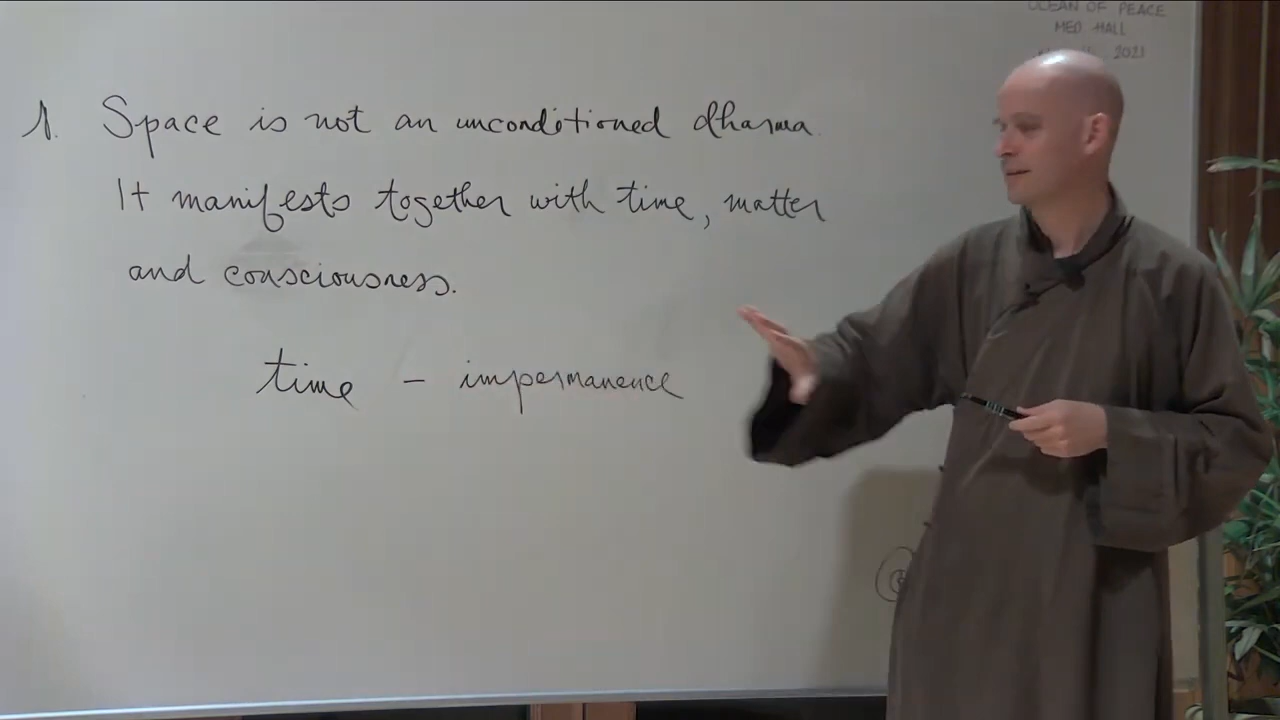 OCEAN OF PEACE
MED HALL
2021
1. Space is not an unconditioned dharma.
It manifests together with time, matter
and consciousness.
time – impermanence